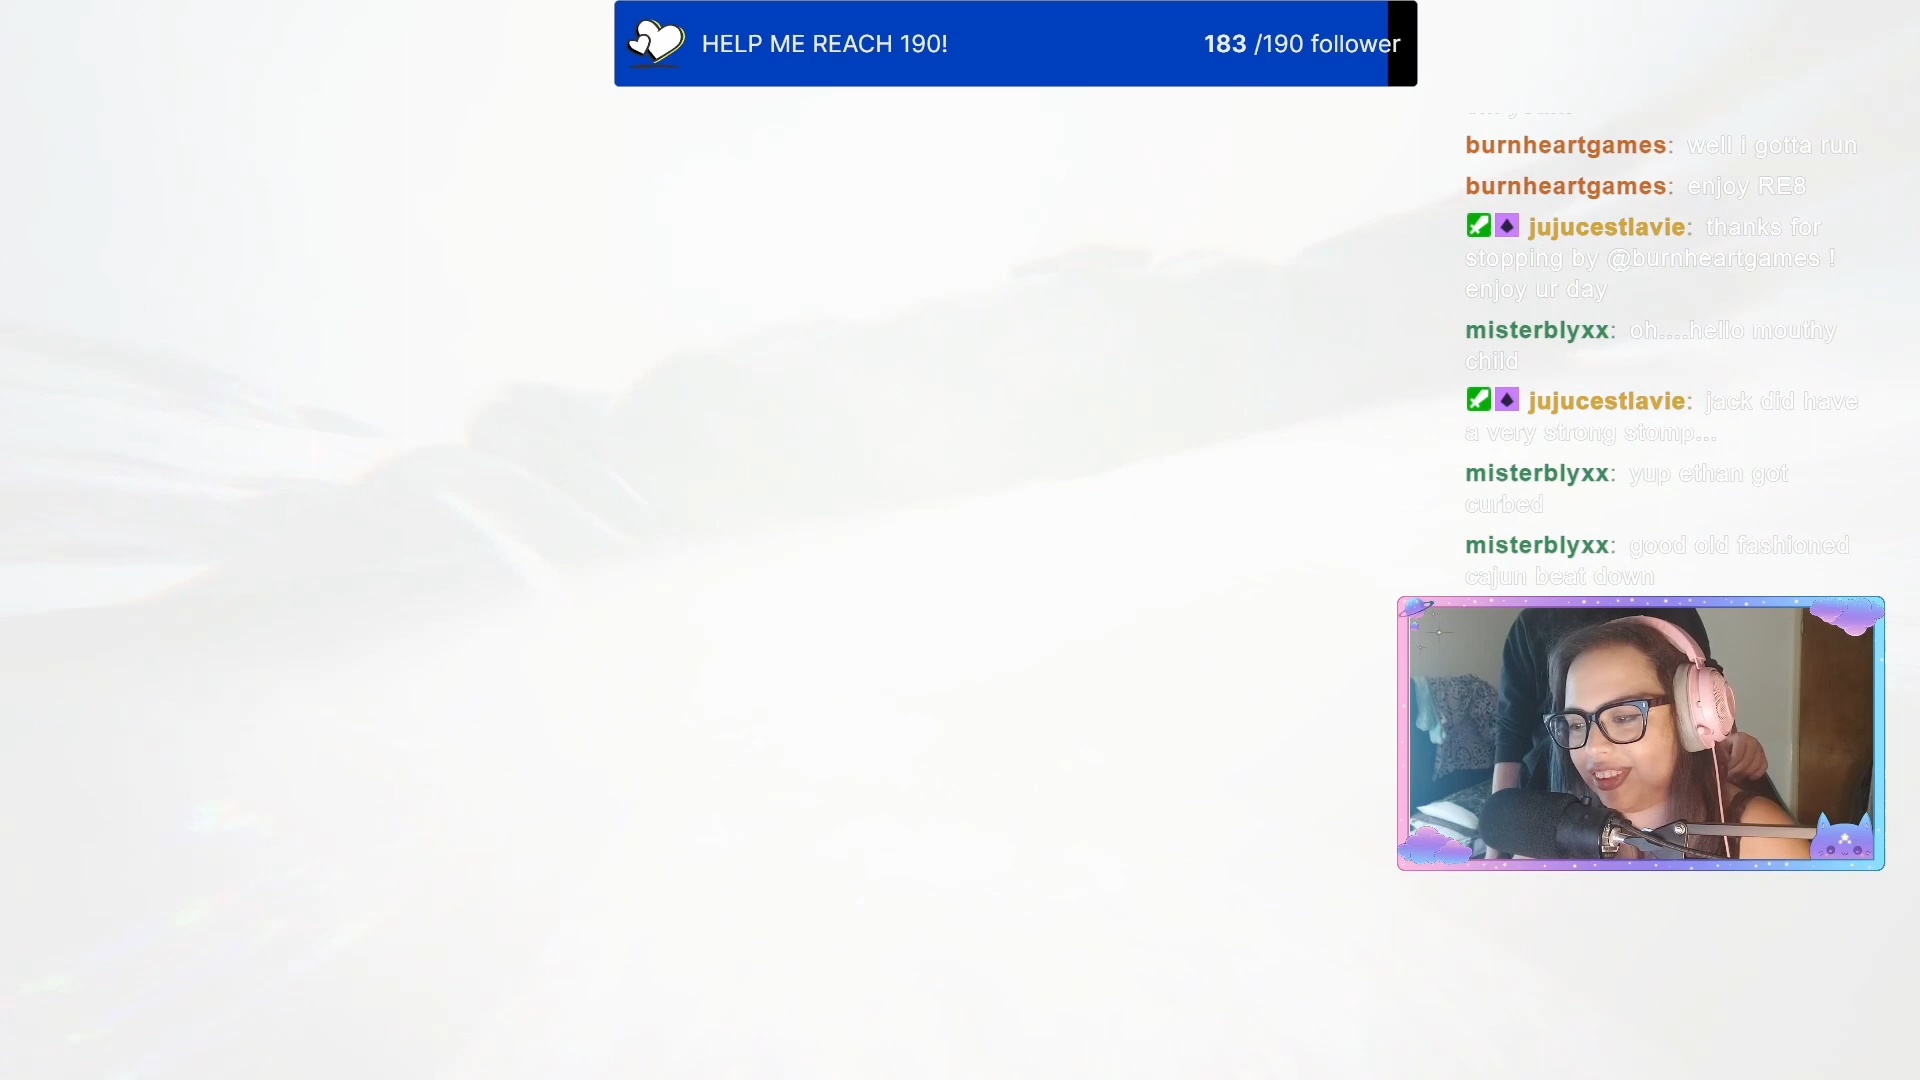 HELP ME REACH 190!
183 /190 follower
burnheartgames: well i gotta run
burnheartgames: enjoy RE8
jujucestlavie: thanks for
stopping by @burnheartgames !
enjoy ur day
misterblyxx: oh....hello mouthy
child
jujucestlavie: jack did have
a very strong stomp...
misterblyxx: yup ethan got
curbed
misterblyxx: good old fashioned
cajun beat down